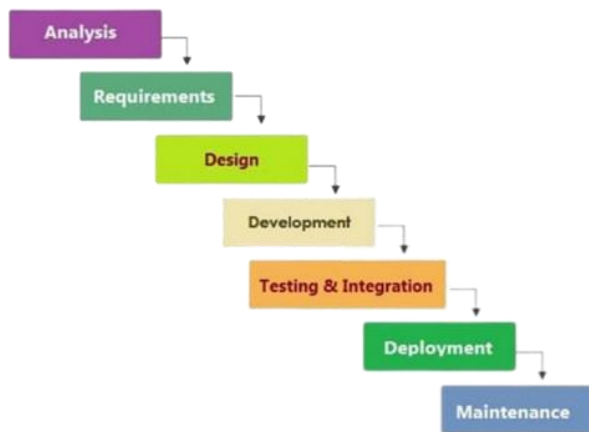 Analysis
Requirements
Design
Development
Testing & Integration
Deployment
Maintenance